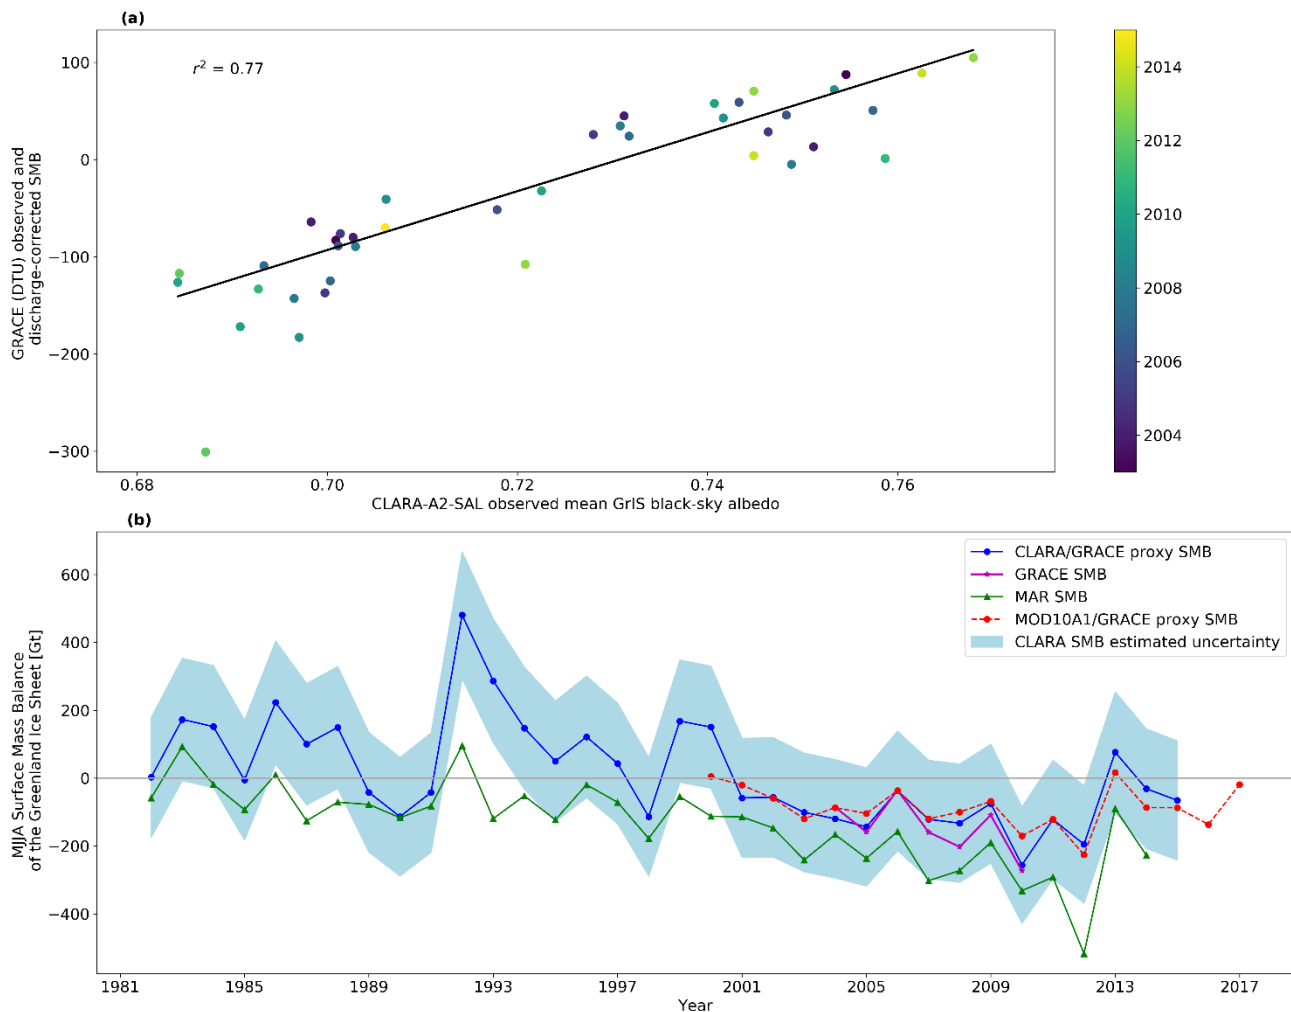 (a)
r² = 0.77
GRACE (DTU) observed and
discharge-corrected SMB
100
0
−100
−200
−300
0.68
0.70
0.72
0.74
0.76
CLARA-A2-SAL observed mean GrIS black-sky albedo
2014
2012
2010
2008
2006
2004
(b)
MJJA Surface Mass Balance
of the Greenland Ice Sheet [Gt]
600
400
200
0
−200
−400
CLARA/GRACE proxy SMB
GRACE SMB
MAR SMB
MOD10A1/GRACE proxy SMB
CLARA SMB estimated uncertainty
1981
1985
1989
1993
1997
2001
2005
2009
2013
2017
Year